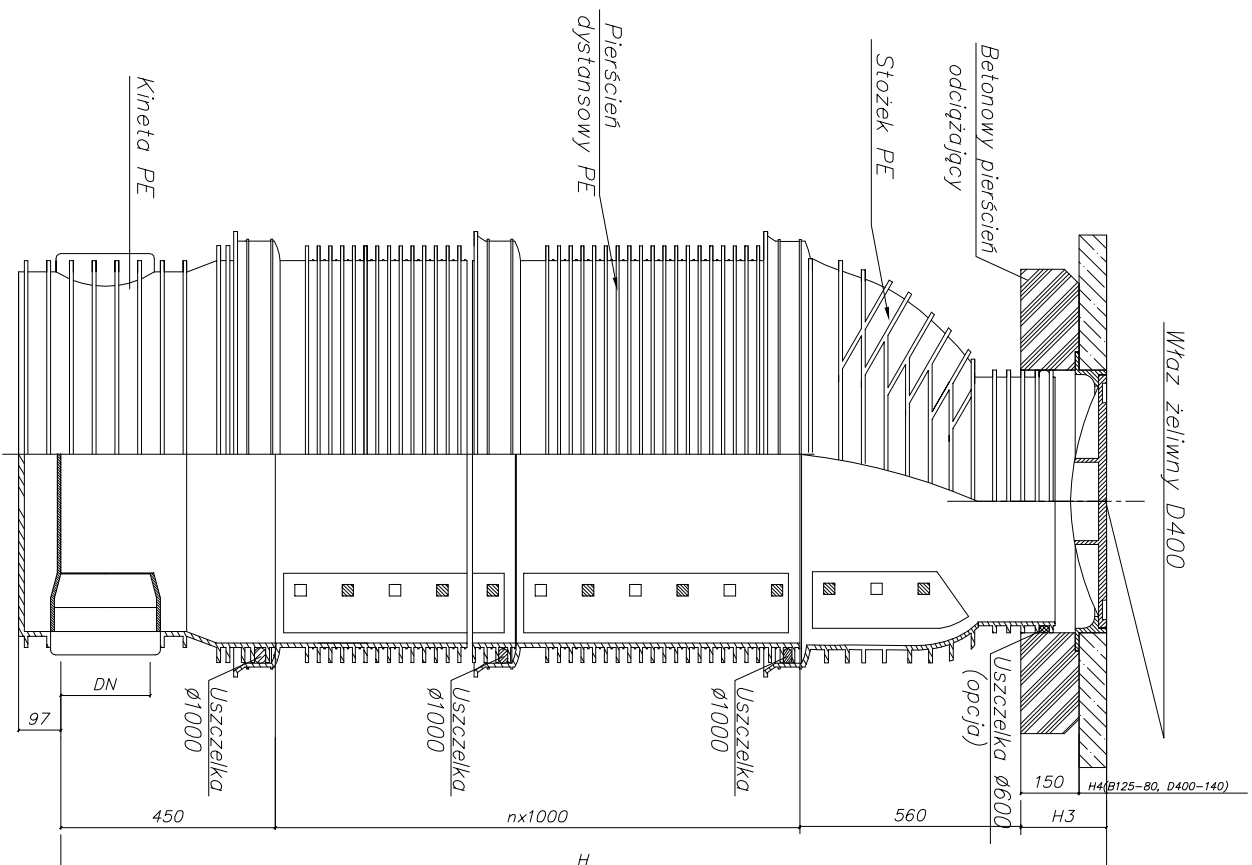 Właz żeliwny D400
Betonowy pierścień
odciążający
Stożek PE
Pierścień
dystansowy PE
Kineta PE
Uszczelka
Ø1000
Uszczelka
Ø1000
Uszczelka
Ø1000
Uszczelka Ø600
(opcja)
DN
97
450
nx1000
560
150
H4(B125-80, D400-140)
H3
H